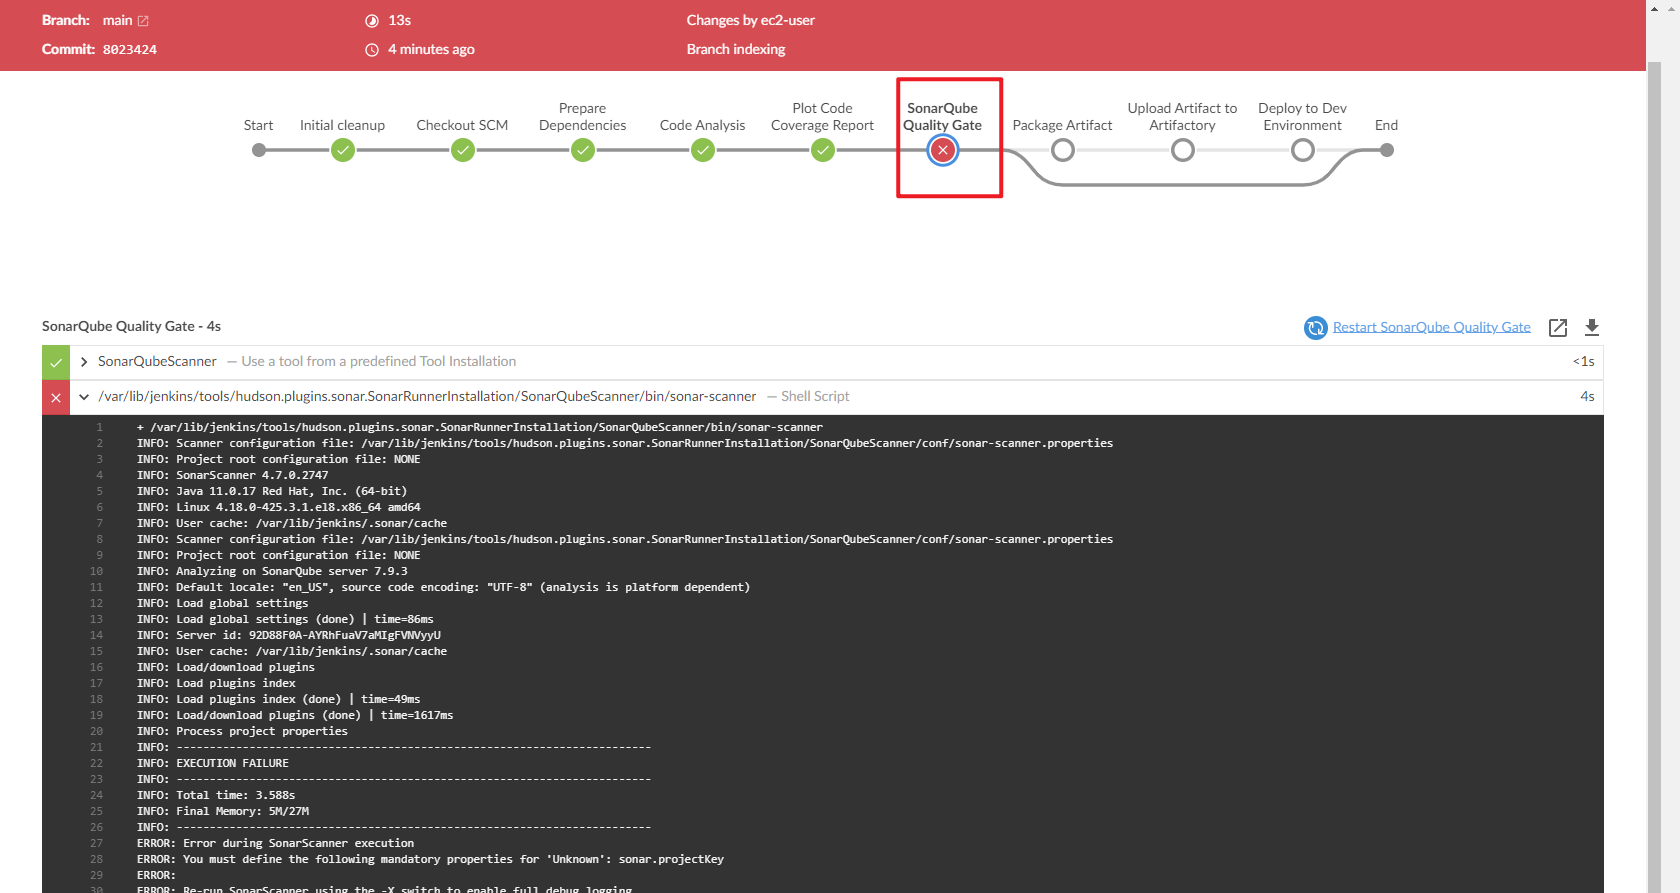 Branch: main
13s
Changes by ec2-user
Commit: 8023424
4 minutes ago
Branch indexing
Start
Initial cleanup
Checkout SCM
Prepare
Dependencies
Code Analysis
Plot Code
Coverage Report
SonarQube
Quality Gate
Package Artifact
Upload Artifact to
Artifactory
Deploy to Dev
Environment
End
SonarQube Quality Gate - 4s
Restart SonarQube Quality Gate
SonarQubeScanner — Use a tool from a predefined Tool Installation <1s
/var/lib/jenkins/tools/hudson.plugins.sonar.SonarRunnerInstallation/SonarQubeScanner/bin/sonar-scanner — Shell Script 4s
1 + /var/lib/jenkins/tools/hudson.plugins.sonar.SonarRunnerInstallation/SonarQubeScanner/bin/sonar-scanner
2 INFO: Scanner configuration file: /var/lib/jenkins/tools/hudson.plugins.sonar.SonarRunnerInstallation/SonarQubeScanner/conf/sonar-scanner.properties
3 INFO: Project root configuration file: NONE
4 INFO: SonarScanner 4.7.0.2747
5 INFO: Java 11.0.17 Red Hat, Inc. (64-bit)
6 INFO: Linux 4.18.0-425.3.1.el8.x86_64 amd64
7 INFO: User cache: /var/lib/jenkins/.sonar/cache
8 INFO: Scanner configuration file: /var/lib/jenkins/tools/hudson.plugins.sonar.SonarRunnerInstallation/SonarQubeScanner/conf/sonar-scanner.properties
9 INFO: Project root configuration file: NONE
10 INFO: Analyzing on SonarQube server 7.9.3
11 INFO: Default locale: "en_US", source code encoding: "UTF-8" (analysis is platform dependent)
12 INFO: Load global settings
13 INFO: Load global settings (done) | time=86ms
14 INFO: Server id: 92D88F0A-AYRhFuaV7aMIgFVNVyyU
15 INFO: User cache: /var/lib/jenkins/.sonar/cache
16 INFO: Load/download plugins
17 INFO: Load plugins index
18 INFO: Load plugins index (done) | time=49ms
19 INFO: Load/download plugins (done) | time=1617ms
20 INFO: Process project properties
21 INFO: ------------------------------------------------------------------------
22 INFO: EXECUTION FAILURE
23 INFO: ------------------------------------------------------------------------
24 INFO: Total time: 3.588s
25 INFO: Final Memory: 5M/27M
26 INFO: ------------------------------------------------------------------------
27 ERROR: Error during SonarScanner execution
28 ERROR: You must define the following mandatory properties for 'Unknown': sonar.projectKey
29 ERROR:
30 ERROR: Re-run SonarScanner using the -X switch to enable full debug logging.